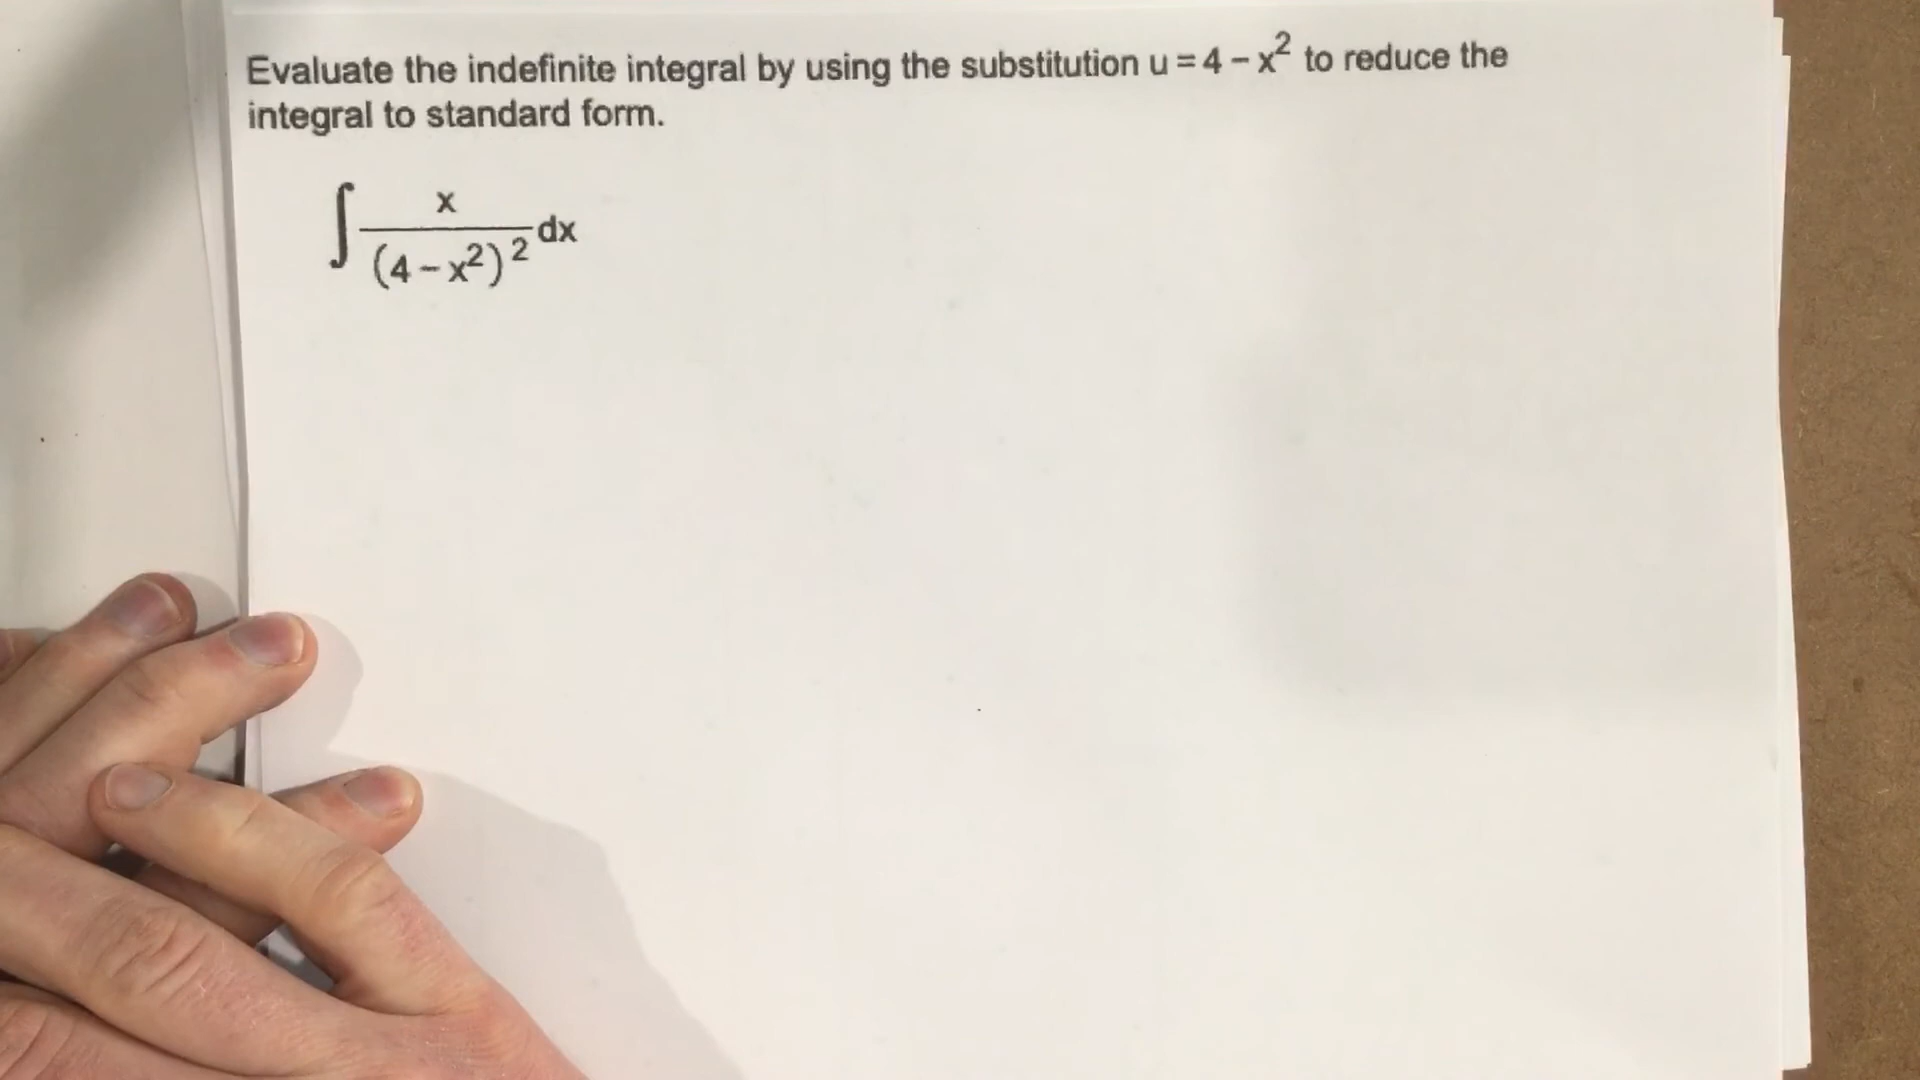 Evaluate the indefinite integral by using the substitution u = 4 − x² to reduce the
integral to standard form.
∫ x / (4 − x²)² dx